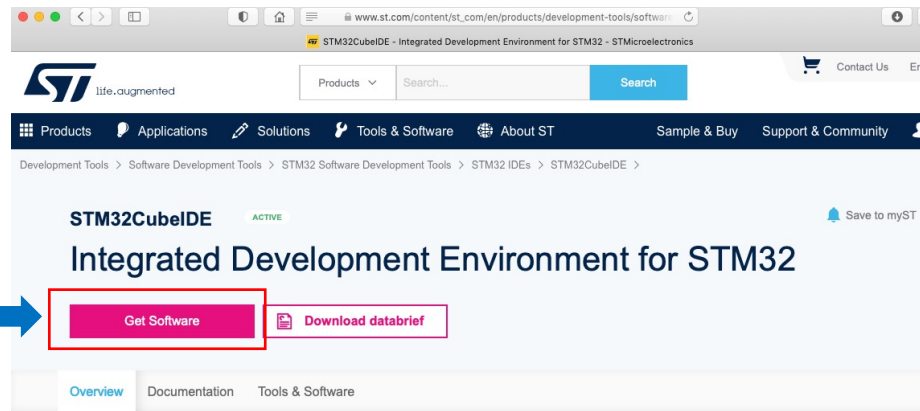 www.st.com/content/st_com/en/products/development-tools/softwar
STM32CubeIDE - Integrated Development Environment for STM32 - STMicroelectronics
ST life.augmented
Products Search... Search
Contact Us
Products Applications Solutions Tools & Software About ST Sample & Buy Support & Community
Development Tools > Software Development Tools > STM32 Software Development Tools > STM32 IDEs > STM32CubeIDE >
STM32CubeIDE ACTIVE
Save to myST
Integrated Development Environment for STM32
Get Software Download databrief
Overview Documentation Tools & Software